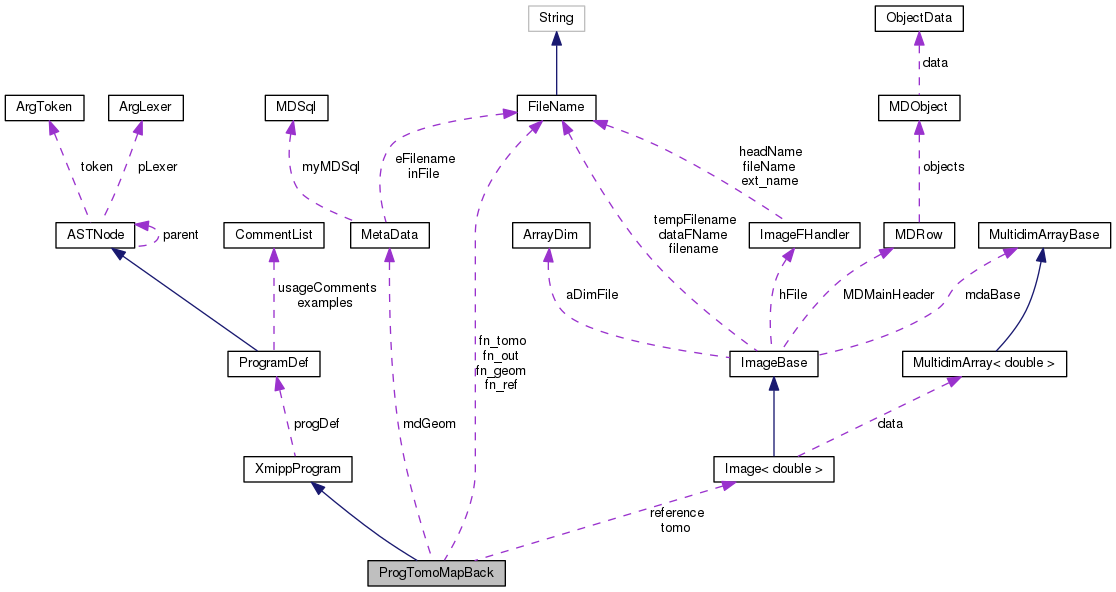 String
ObjectData
data
ArgToken
ArgLexer
MDSql
FileName
MDObject
token
pLexer
myMDSql
eFilename
inFile
headName
fileName
ext_name
objects
ASTNode
parent
CommentList
MetaData
ArrayDim
tempFilename
dataFName
filename
ImageFHandler
MDRow
MultidimArrayBase
usageComments
examples
aDimFile
hFile
MDMainHeader
mdaBase
fn_tomo
fn_out
fn_geom
fn_ref
ProgramDef
ImageBase
MultidimArray< double >
progDef
mdGeom
data
XmippProgram
Image< double >
reference
tomo
ProgTomoMapBack